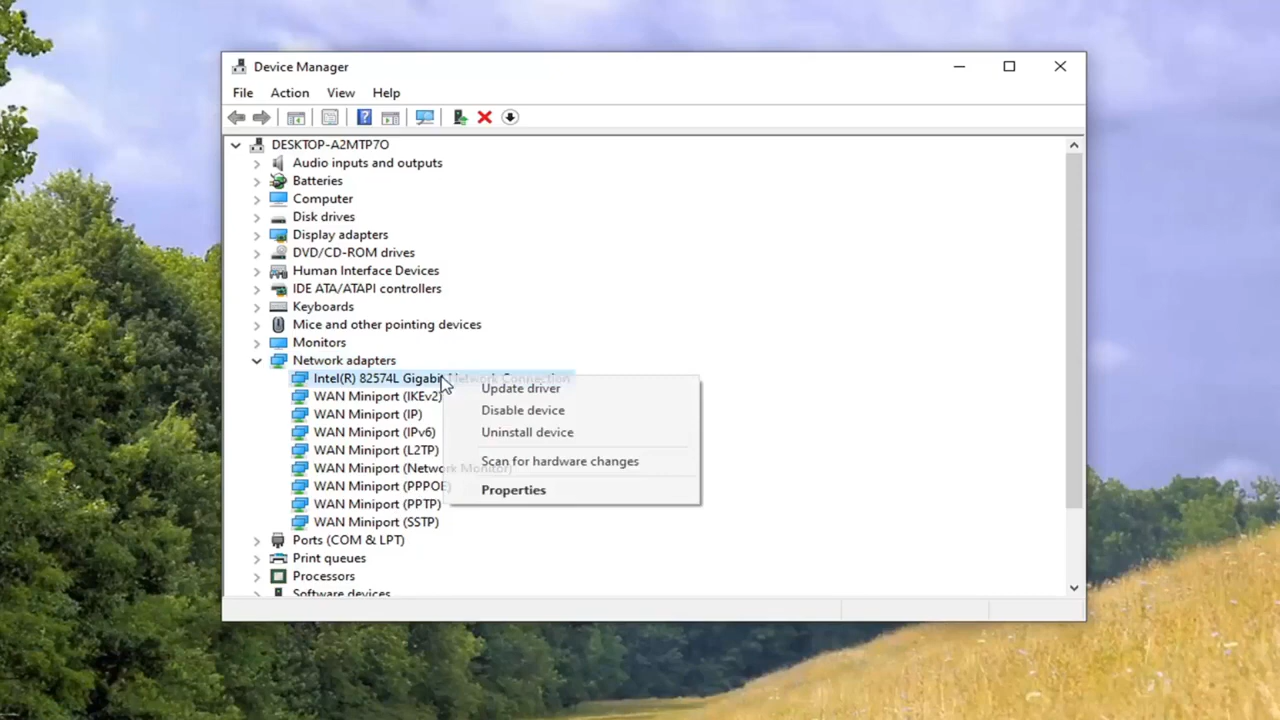 Device Manager
File Action View Help
DESKTOP-A2MTP7O
Audio inputs and outputs
Batteries
Computer
Disk drives
Display adapters
DVD/CD-ROM drives
Human Interface Devices
IDE ATA/ATAPI controllers
Keyboards
Mice and other pointing devices
Monitors
Network adapters
Intel(R) 82574L Gigabit Network Connection
WAN Miniport (IKEv2)
WAN Miniport (IP)
WAN Miniport (IPv6)
WAN Miniport (L2TP)
WAN Miniport (Network Monitor)
WAN Miniport (PPPOE)
WAN Miniport (PPTP)
WAN Miniport (SSTP)
Ports (COM & LPT)
Print queues
Processors
Software devices
Update driver
Disable device
Uninstall device
Scan for hardware changes
Properties